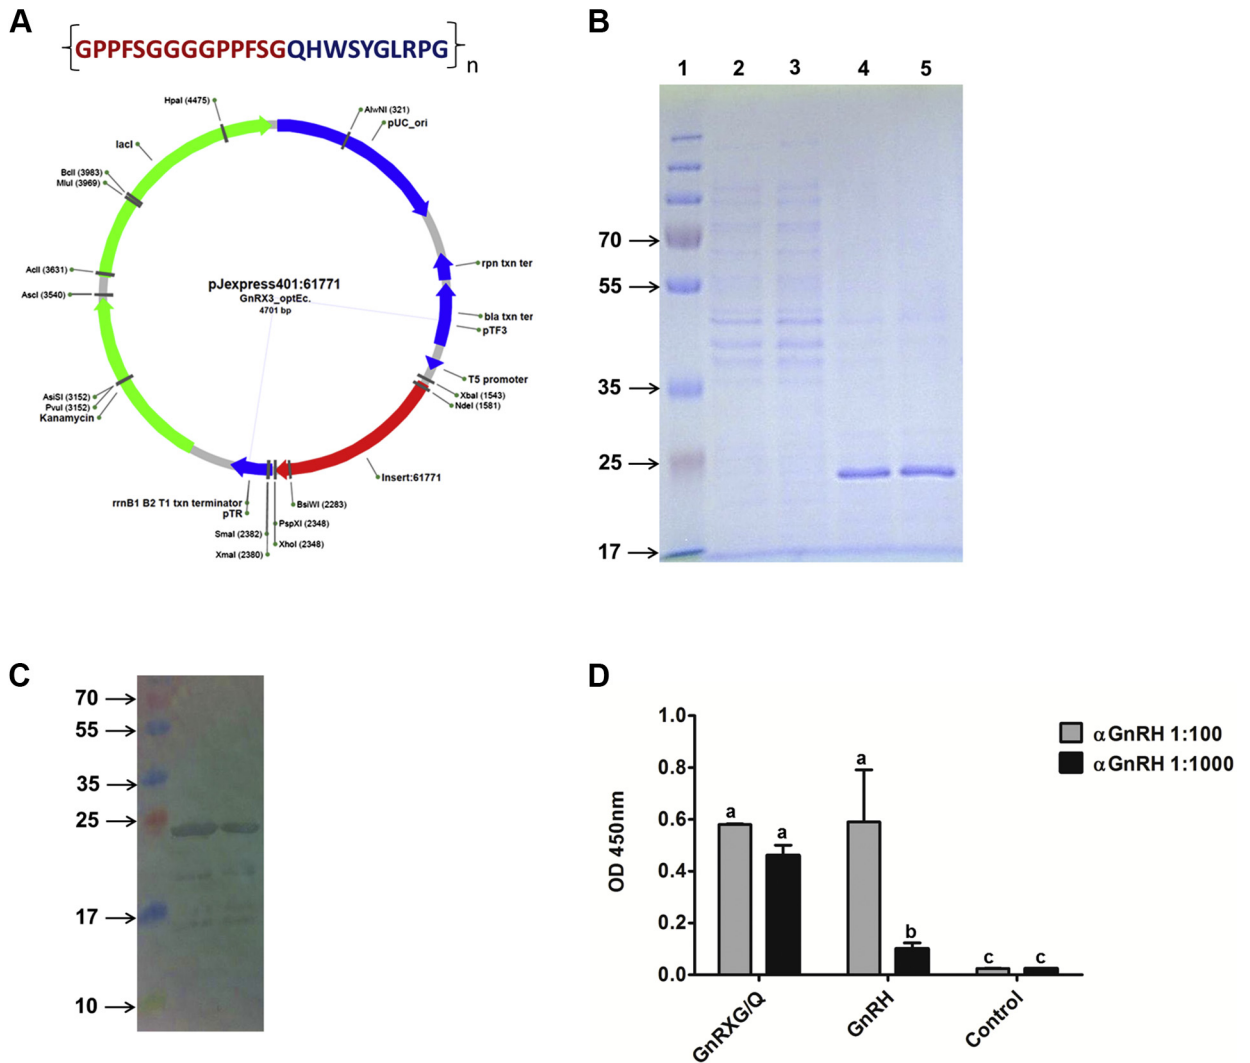 A
GPPFSGGGGPPFSGQHWSYGLRPG
n
HpaI (4475)
AlwNI (321)
pUC_ori
lacI
BclI (3983)
MluI (3969)
AclI (3631)
AscI (3540)
pJexpress401:61771
GnRX3_optEc.
4701 bp
rpn txn ter
bla txn ter
pTF3
T5 promoter
XbaI (1543)
NdeI (1581)
AsiSI (3152)
PvuI (3152)
Kanamycin
Insert:61771
rrnB1 B2 T1 txn terminator
pTR
BsiWI (2283)
PspXI (2348)
SmaI (2382)
XhoI (2348)
XmaI (2380)
B
1 2 3 4 5
70
55
35
25
17
C
70
55
35
25
17
10
D
OD 450nm
1.0
0.8
0.6
0.4
0.2
0.0
a
a
a
b
c
c
GnRXG/Q
GnRH
Control
αGnRH 1:100
αGnRH 1:1000